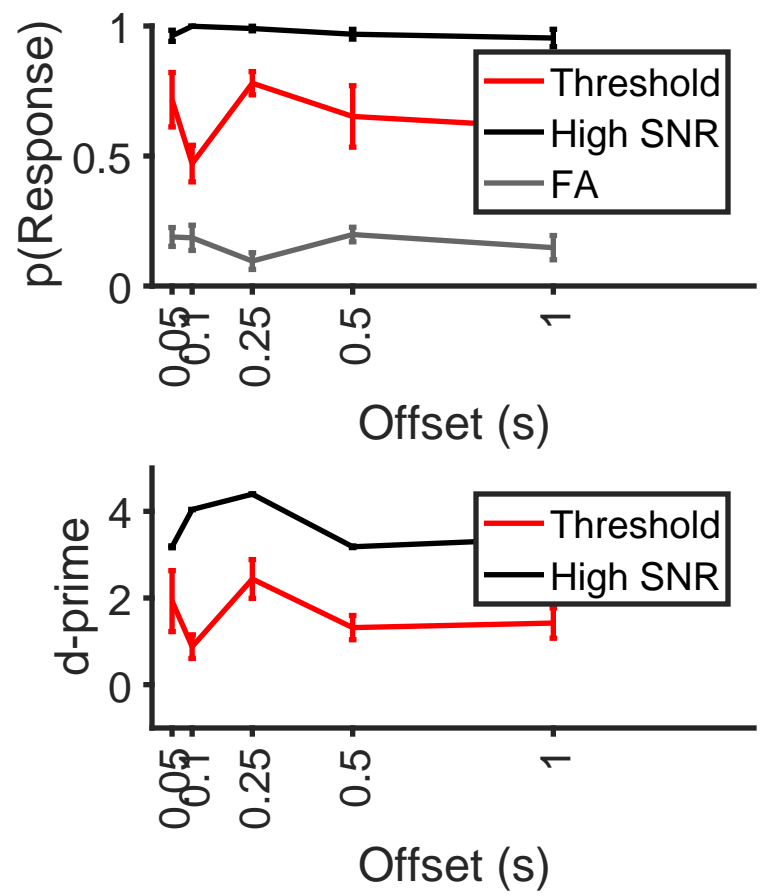 p(Response)
1
0.5
0
Threshold
High SNR
FA
0.05
0.1
0.25
0.5
1
Offset (s)
d-prime
4
2
0
Threshold
High SNR
0.05
0.1
0.25
0.5
1
Offset (s)